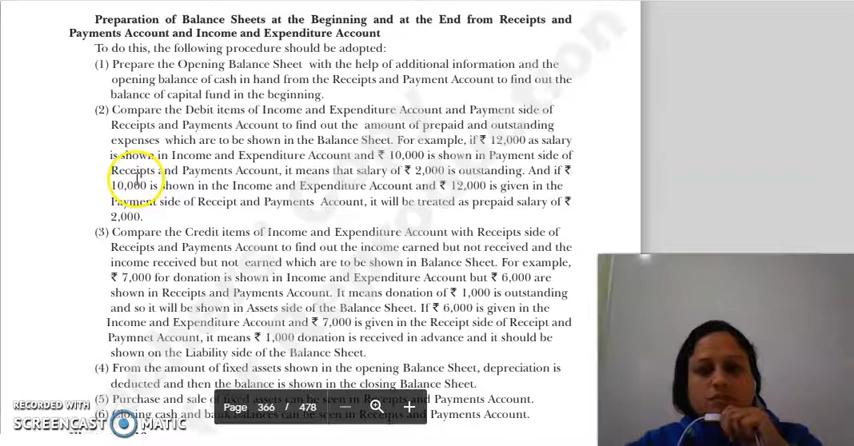 Preparation of Balance Sheets at the Beginning and at the End from Receipts and
Payments Account and Income and Expenditure Account
To do this, the following procedure should be adopted:
(1) Prepare the Opening Balance Sheet with the help of additional information and the
opening balance of cash in hand from the Receipts and Payment Account to find out the
balance of capital fund in the beginning.
(2) Compare the Debit items of Income and Expenditure Account and Payment side of
Receipts and Payments Account to find out the amount of prepaid and outstanding
expenses which are to be shown in the Balance Sheet. For example, if ₹ 12,000 as salary
is shown in Income and Expenditure Account and ₹ 10,000 is shown in Payment side of
Receipts and Payments Account, it means that salary of ₹ 2,000 is outstanding. And if ₹
10,000 is shown in the Income and Expenditure Account and ₹ 12,000 is given in the
Payment side of Receipt and Payments Account, it will be treated as prepaid salary of ₹
2,000.
(3) Compare the Credit items of Income and Expenditure Account with Receipts side of
Receipts and Payments Account to find out the income earned but not received and the
income received but not earned which are to be shown in Balance Sheet. For example,
₹ 7,000 for donation is shown in Income and Expenditure Account but ₹ 6,000 are
shown in Receipts and Payments Account. It means donation of ₹ 1,000 is outstanding
and so it will be shown in Assets side of the Balance Sheet. If ₹ 6,000 is given in the
Income and Expenditure Account and ₹ 7,000 is given in the Receipt side of Receipt and
Paymnet Account, it means ₹ 1,000 donation is received in advance and it should be
shown on the Liability side of the Balance Sheet.
(4) From the amount of fixed assets shown in the opening Balance Sheet, depreciation is
deducted and then the balance is shown in the closing Balance Sheet.
(5) Purchase and sale of fixed assets can be seen in Receipts and Payments Account.
(6) Closing cash and bank balances can be seen in Receipts and Payments Account.
Page 366 / 478
RECORDED WITH
SCREENCAST MATIC